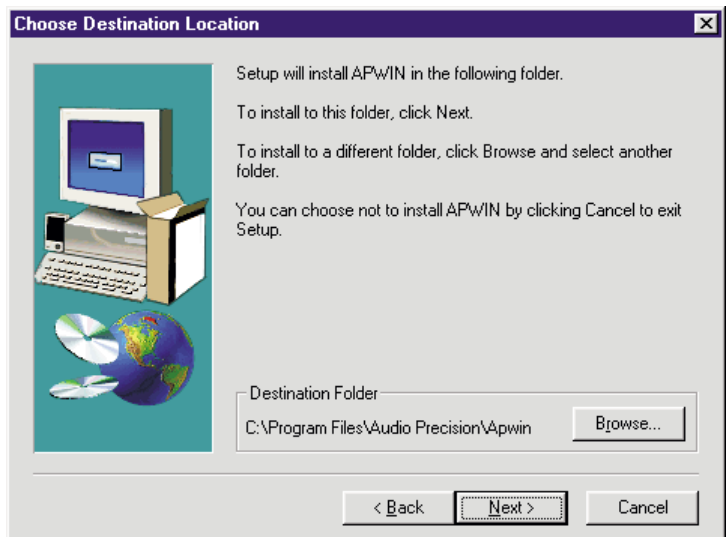 Choose Destination Location
Setup will install APWIN in the following folder.
To install to this folder, click Next.
To install to a different folder, click Browse and select another
folder.
You can choose not to install APWIN by clicking Cancel to exit
Setup.
Destination Folder
C:\Program Files\Audio Precision\Apwin
Browse...
< Back
Next >
Cancel